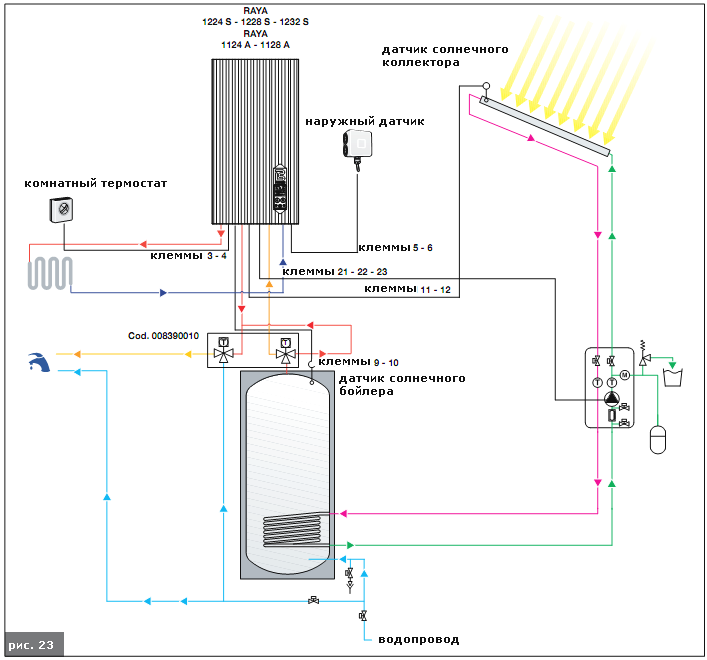 RAYA
1224 S - 1228 S - 1232 S
RAYA
1124 A - 1128 A
датчик солнечного
коллектора
наружный датчик
комнатный термостат
клеммы 3 - 4
клеммы 5 - 6
клеммы 21 - 22 - 23
клеммы 11 - 12
Cod. 008390010
T
T
клеммы 9 - 10
датчик солнечного
бойлера
M
T
T
водопровод
рис. 23